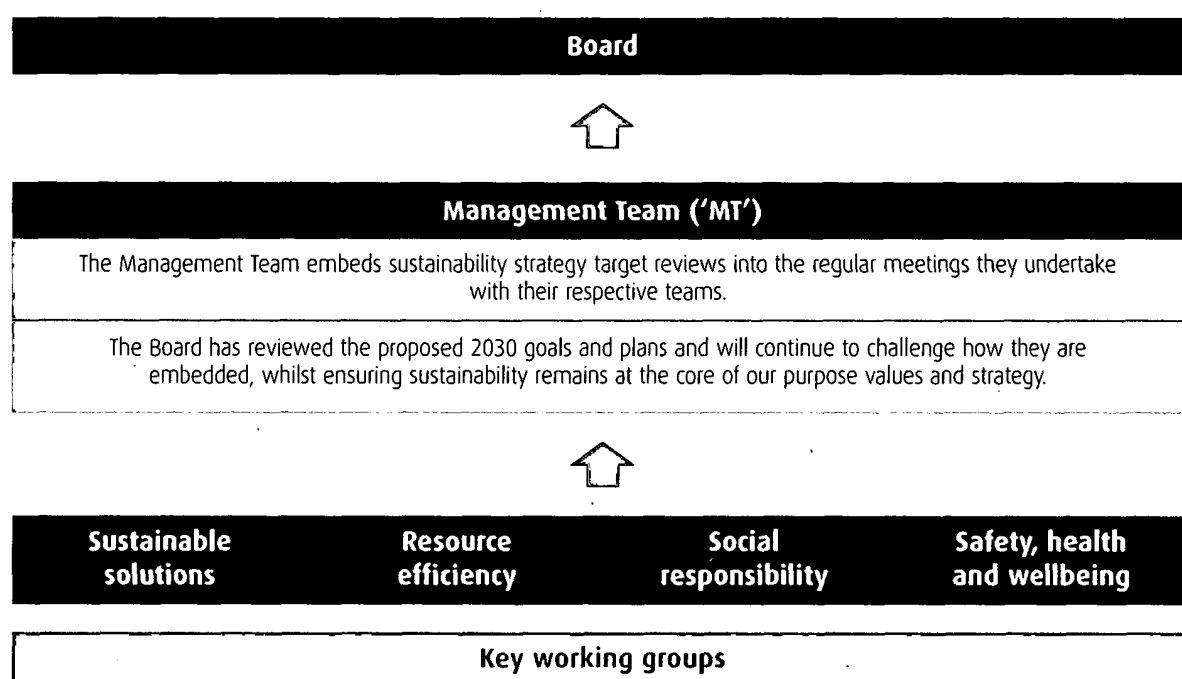 Board
Management Team ('MT')
The Management Team embeds sustainability strategy target reviews into the regular meetings they undertake
with their respective teams.
The Board has reviewed the proposed 2030 goals and plans and will continue to challenge how they are
embedded, whilst ensuring sustainability remains at the core of our purpose values and strategy.
Sustainable solutions
Resource efficiency
Social responsibility
Safety, health and wellbeing
Key working groups